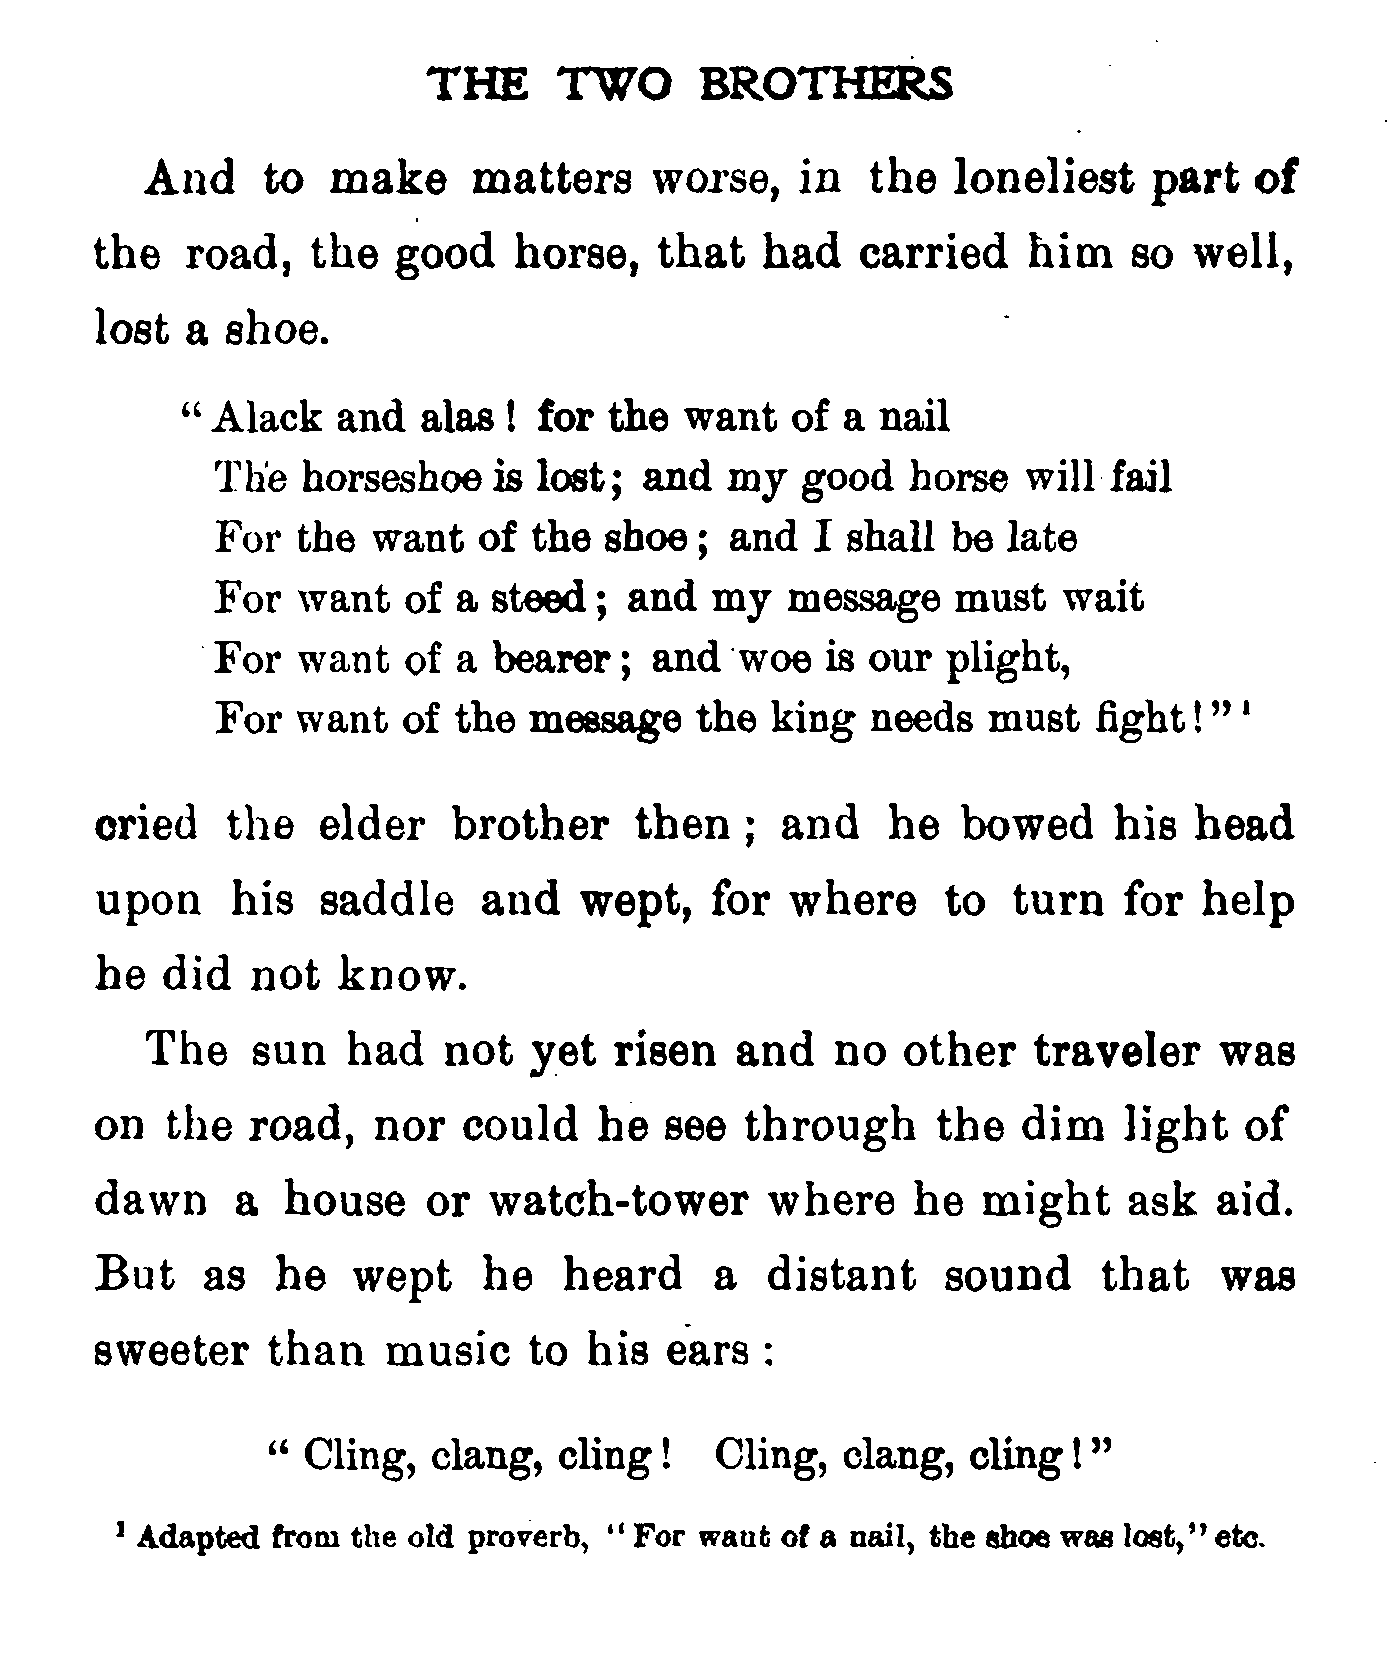 THE TWO BROTHERS
And to make matters worse, in the loneliest part of
the road, the good horse, that had carried him so well,
lost a shoe.
“Alack and alas! for the want of a nail
The horseshoe is lost; and my good horse will fail
For the want of the shoe; and I shall be late
For want of a steed; and my message must wait
For want of a bearer; and woe is our plight,
For want of the message the king needs must fight!”¹
cried the elder brother then; and he bowed his head
upon his saddle and wept, for where to turn for help
he did not know.
The sun had not yet risen and no other traveler was
on the road, nor could he see through the dim light of
dawn a house or watch-tower where he might ask aid.
But as he wept he heard a distant sound that was
sweeter than music to his ears:
“Cling, clang, cling! Cling, clang, cling!”
¹ Adapted from the old proverb, “For want of a nail, the shoe was lost,” etc.